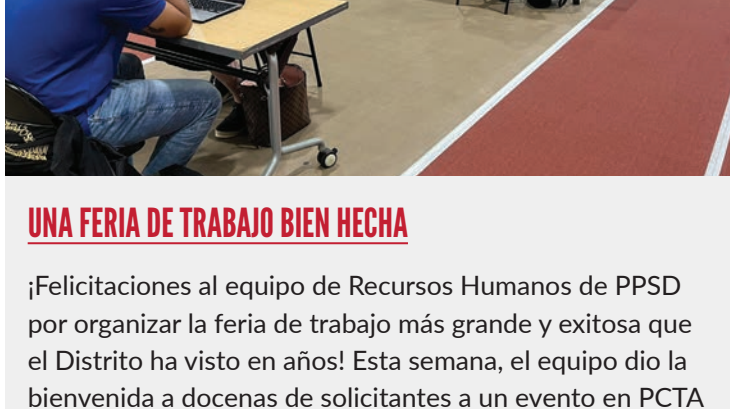 UNA FERIA DE TRABAJO BIEN HECHA
¡Felicitaciones al equipo de Recursos Humanos de PPSD
por organizar la feria de trabajo más grande y exitosa que
el Distrito ha visto en años! Esta semana, el equipo dio la
bienvenida a docenas de solicitantes a un evento en PCTA